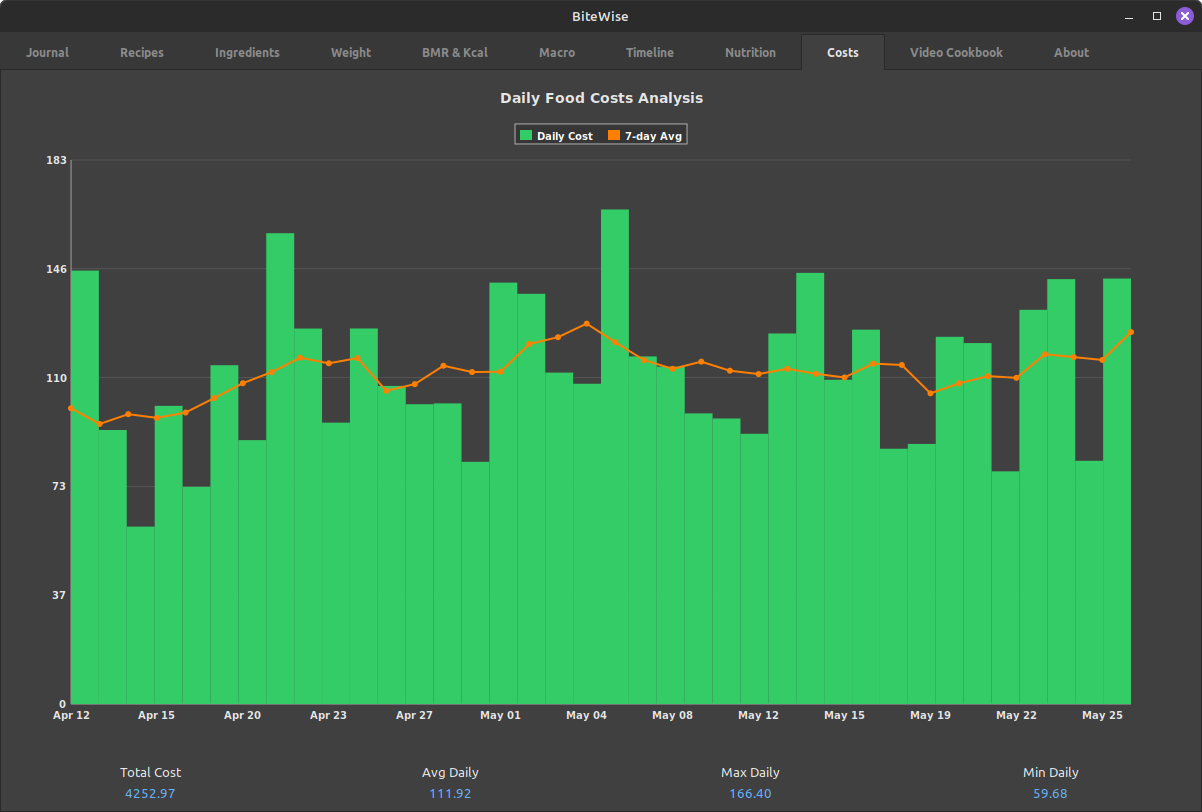 BiteWise
Journal Recipes Ingredients Weight BMR & Kcal Macro Timeline Nutrition Costs Video Cookbook About
Daily Food Costs Analysis
Daily Cost 7-day Avg
183
146
110
73
37
0
Apr 12 Apr 15 Apr 20 Apr 23 Apr 27 May 01 May 04 May 08 May 12 May 15 May 19 May 22 May 25
Total Cost Avg Daily Max Daily Min Daily
4252.97 111.92 166.40 59.68